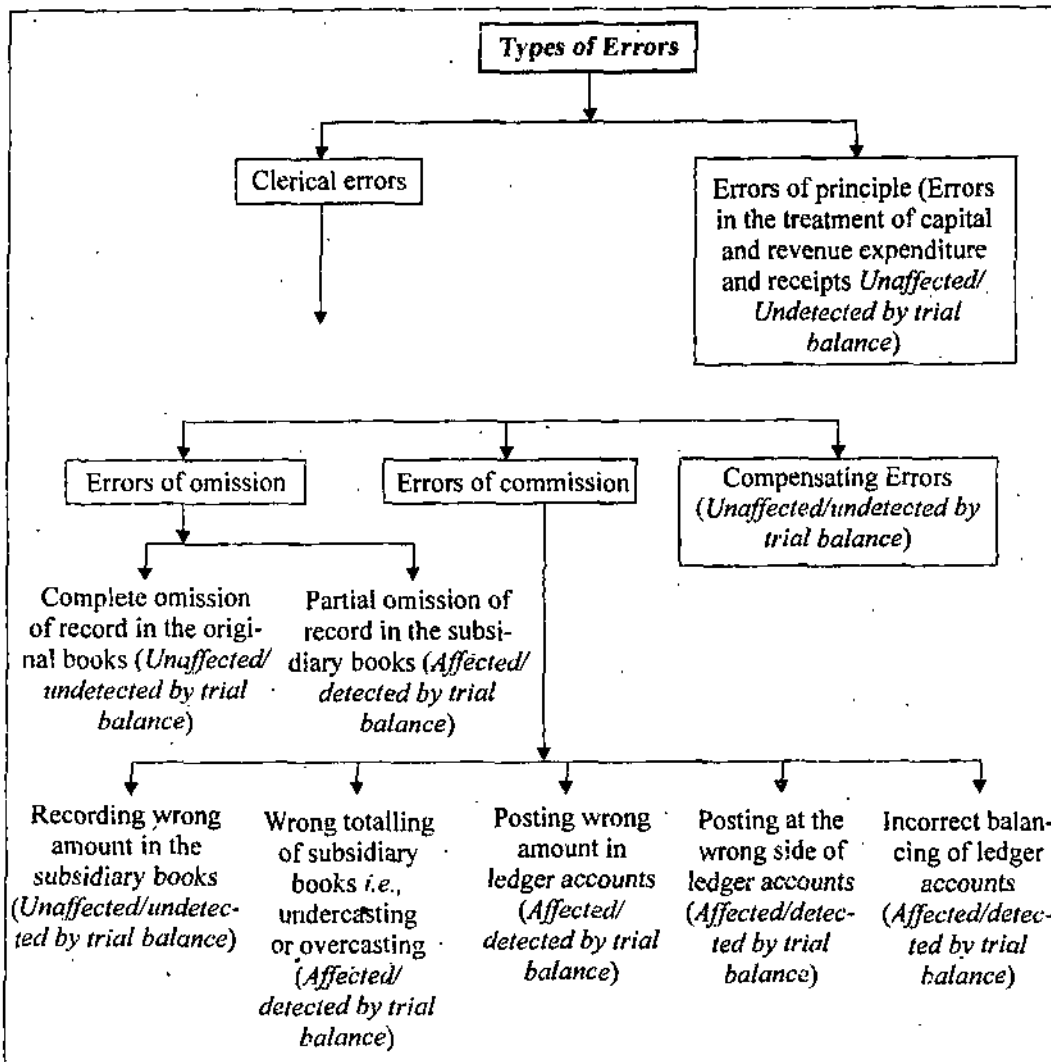 Types of Errors
Clerical errors
Errors of principle (Errors
in the treatment of capital
and revenue expenditure
and receipts Unaffected/
Undetected by trial
balance)
Errors of omission
Errors of commission
Compensating Errors
(Unaffected/undetected by
trial balance)
Complete omission
of record in the origi-
nal books (Unaffected/
undetected by trial
balance)
Partial omission of
record in the subsi-
diary books (Affected/
detected by trial
balance)
Recording wrong
amount in the
subsidiary books
(Unaffected/undetec-
ted by trial balance)
Wrong totalling
of subsidiary
books i.e.,
undercasting
or overcasting
(Affected/
detected by trial
balance)
Posting wrong
amount in
ledger accounts
(Affected/
detected by trial
balance)
Posting at the
wrong side of
ledger accounts
(Affected/detec-
ted by trial
balance)
Incorrect balan-
cing of ledger
accounts
(Affected/detec-
ted by trial
balance)